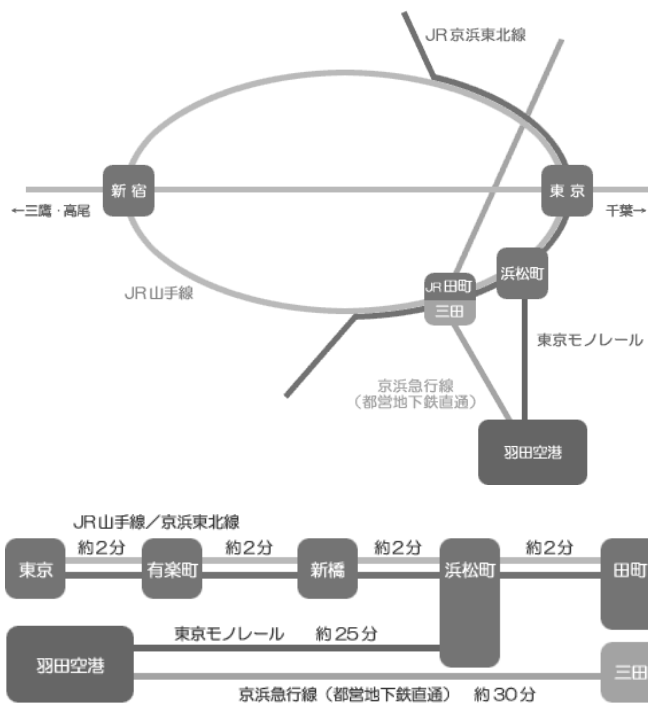 JR京浜東北線
新宿
東京
←三鷹・高尾
千葉→
浜松町
JR田町
三田
JR山手線
東京モノレール
京浜急行線
（都営地下鉄直通）
羽田空港
JR山手線／京浜東北線
約2分 約2分 約2分 約2分
東京 有楽町 新橋 浜松町 田町
東京モノレール 約25分
羽田空港
三田
京浜急行線（都営地下鉄直通） 約30分